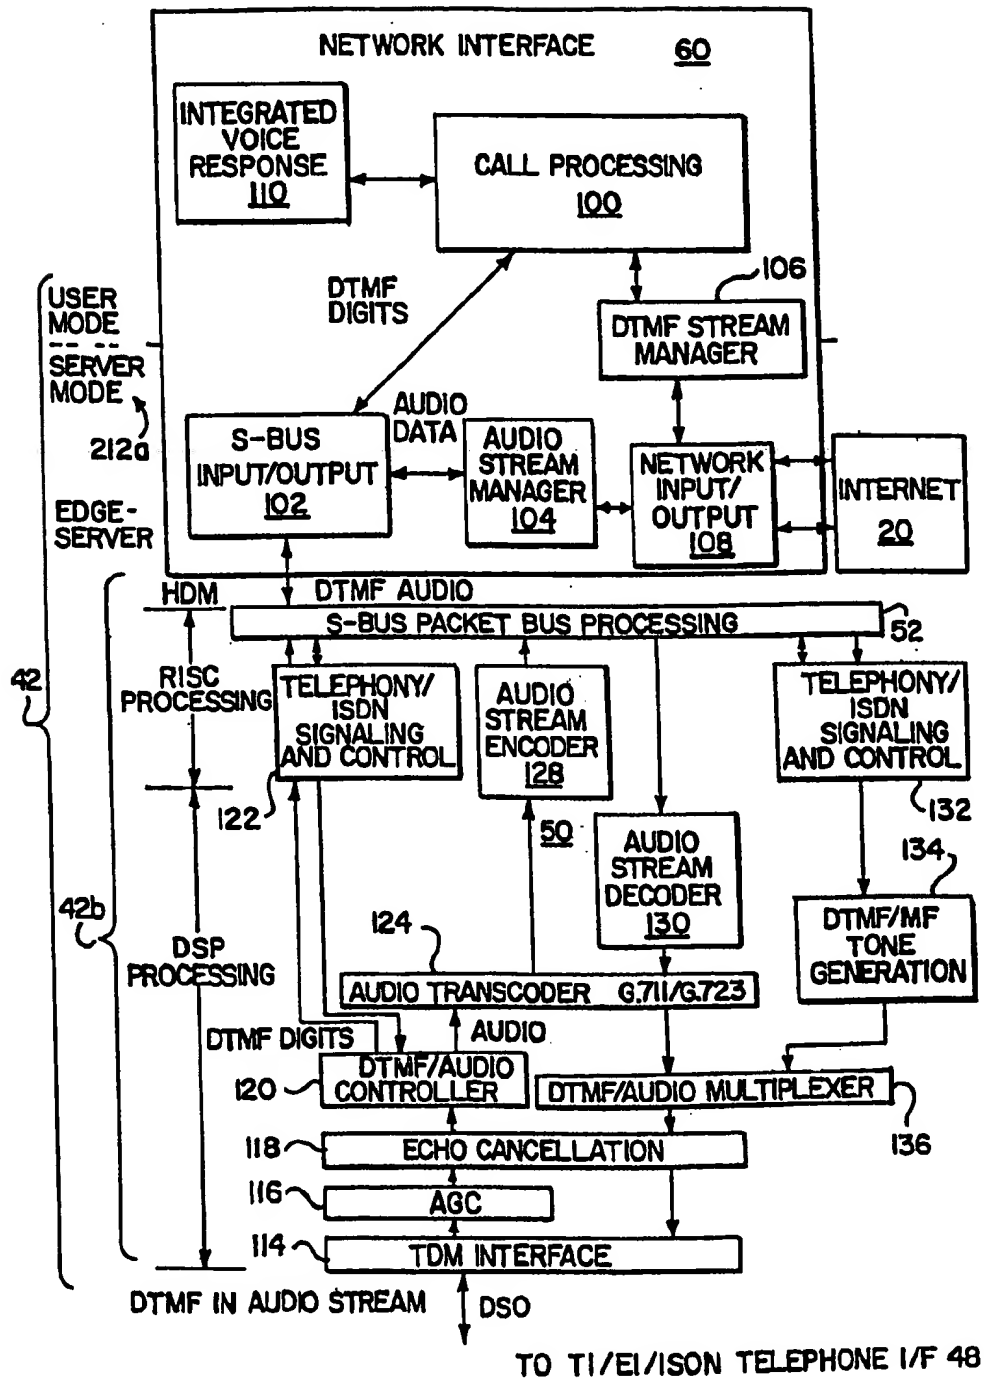 NETWORK INTERFACE 60
INTEGRATED
VOICE
RESPONSE
110
CALL PROCESSING
100
106
DTMF
DIGITS
USER
MODE
SERVER
MODE
212a
DTMF STREAM
MANAGER
S-BUS
INPUT/OUTPUT
102
AUDIO
DATA
AUDIO
STREAM
MANAGER
104
NETWORK
INPUT/
OUTPUT
108
INTERNET
20
EDGE-
SERVER
HDM
DTMF AUDIO
S-BUS PACKET BUS PROCESSING
52
42
RISC
PROCESSING
TELEPHONY/
ISDN
SIGNALING
AND CONTROL
122
AUDIO
STREAM
ENCODER
128
50
TELEPHONY/
ISDN
SIGNALING
AND CONTROL
132
AUDIO
STREAM
DECODER
130
134
DTMF/MF
TONE
GENERATION
42b
DSP
PROCESSING
124
AUDIO TRANSCODER G.711/G.723
DTMF DIGITS
AUDIO
120
DTMF/AUDIO
CONTROLLER
DTMF/AUDIO MULTIPLEXER
136
118
ECHO CANCELLATION
116
AGC
114
TDM INTERFACE
DTMF IN AUDIO STREAM
DSO
TO T1/E1/ISON TELEPHONE I/F 48